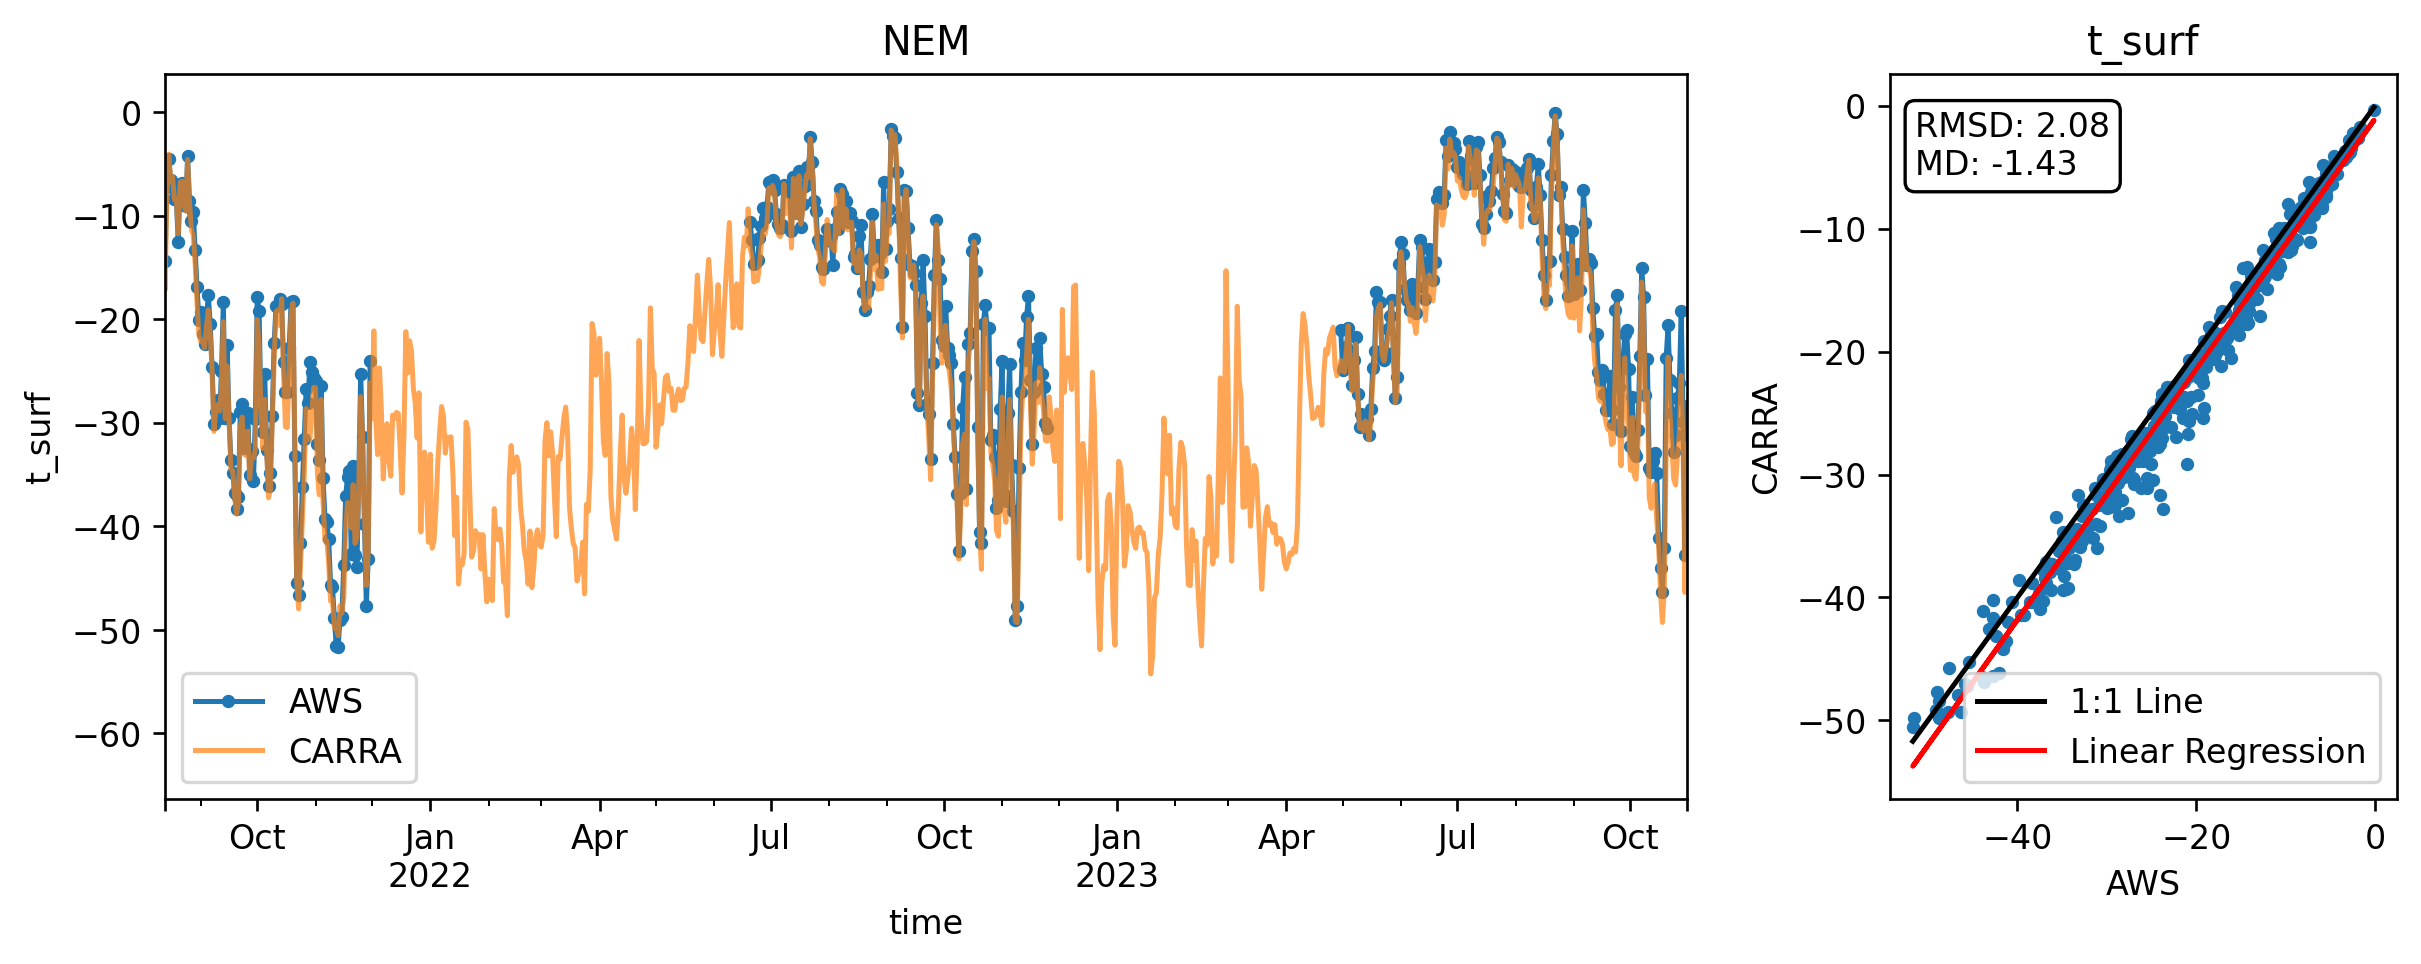 NEM
t_surf
0
−10
−20
−30
−40
−50
−60
t_surf
AWS
CARRA
Oct
Jan
2022
Apr
Jul
Oct
Jan
2023
Apr
Jul
Oct
time
t_surf
RMSD: 2.08
MD: -1.43
0
−10
−20
−30
−40
−50
CARRA
1:1 Line
Linear Regression
−40
−20
0
AWS